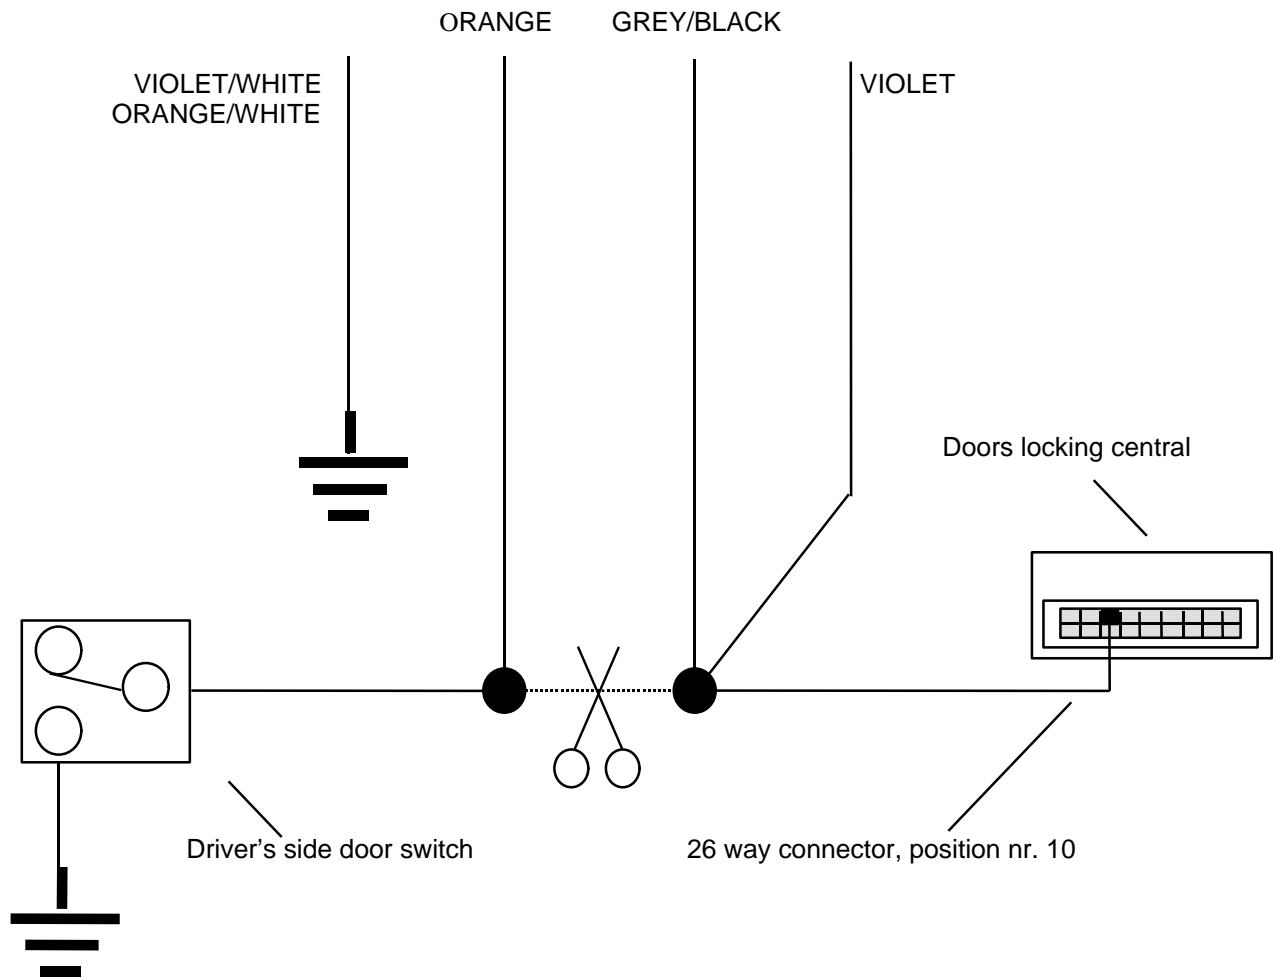 ORANGE
GREY/BLACK
VIOLET/WHITE
ORANGE/WHITE
VIOLET
Doors locking central
Driver's side door switch
26 way connector, position nr. 10